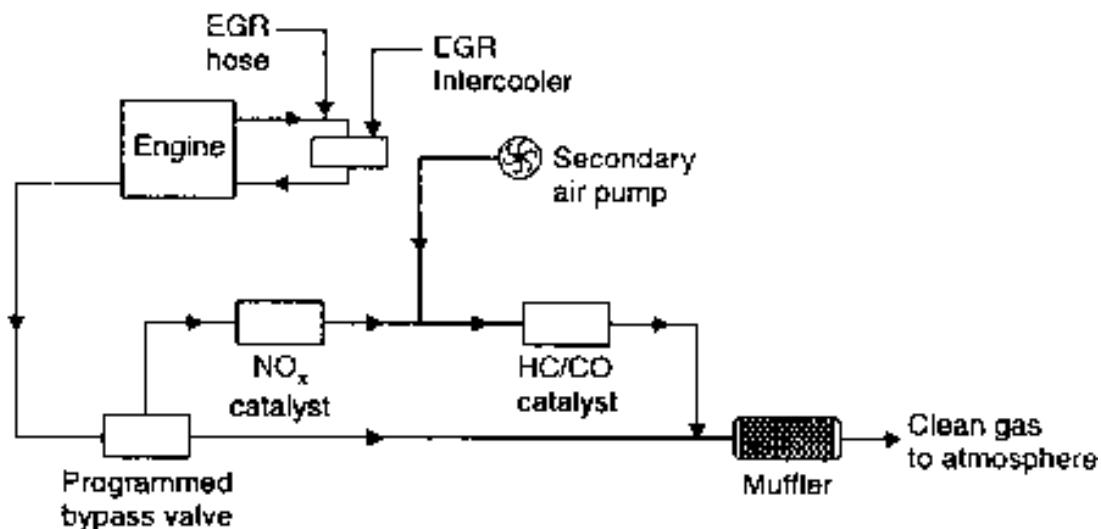 EGR
hose
EGR
Intercooler
Engine
Secondary
air pump
NOx
catalyst
HC/CO
catalyst
Programmed
bypass valve
Muffler
Clean gas
to atmosphere